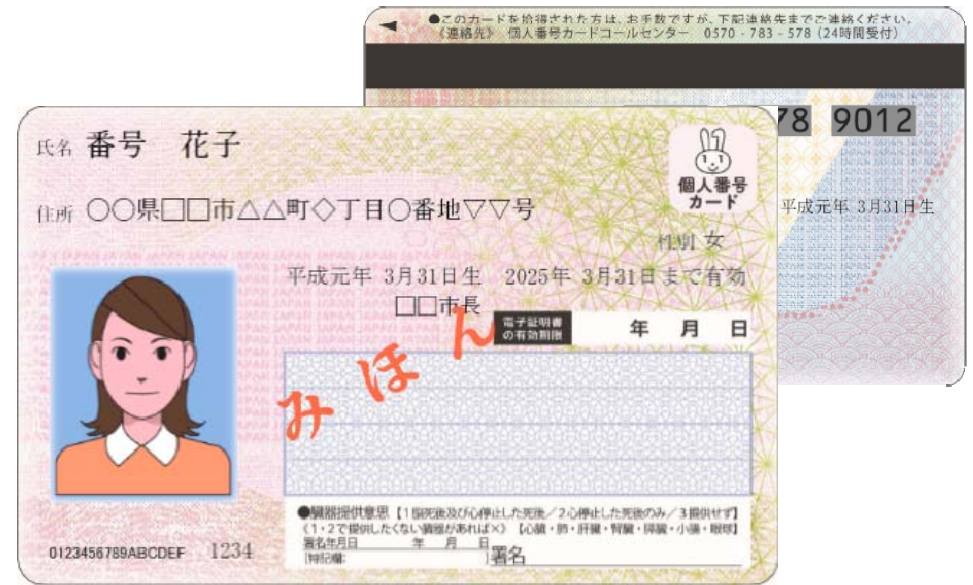 ●このカードを拾得された方は、お手数ですが、下記連絡先までご連絡ください。
《連絡先》 個人番号カードコールセンター 0570-783-578(24時間受付)
78 9012
平成元年 3月31日生
氏名 番号 花子
個人番号
カード
住所 〇〇県□□市△△町◇丁目〇番地▽▽号
性別 女
平成元年 3月31日生 2025年 3月31日まで有効
□□市長
電子証明書
の有効期限
年 月 日
みほん
●臓器提供意思【1脳死後及び心停止した死後/2心停止した死後のみ/3提供せず】
《1・2で提供したくない臓器があれば×》【心臓・肺・肝臓・腎臓・膵臓・小腸・眼球】
署名年月日 年 月 日
[特記欄: ] 署名
0123456789ABCDEF 1234